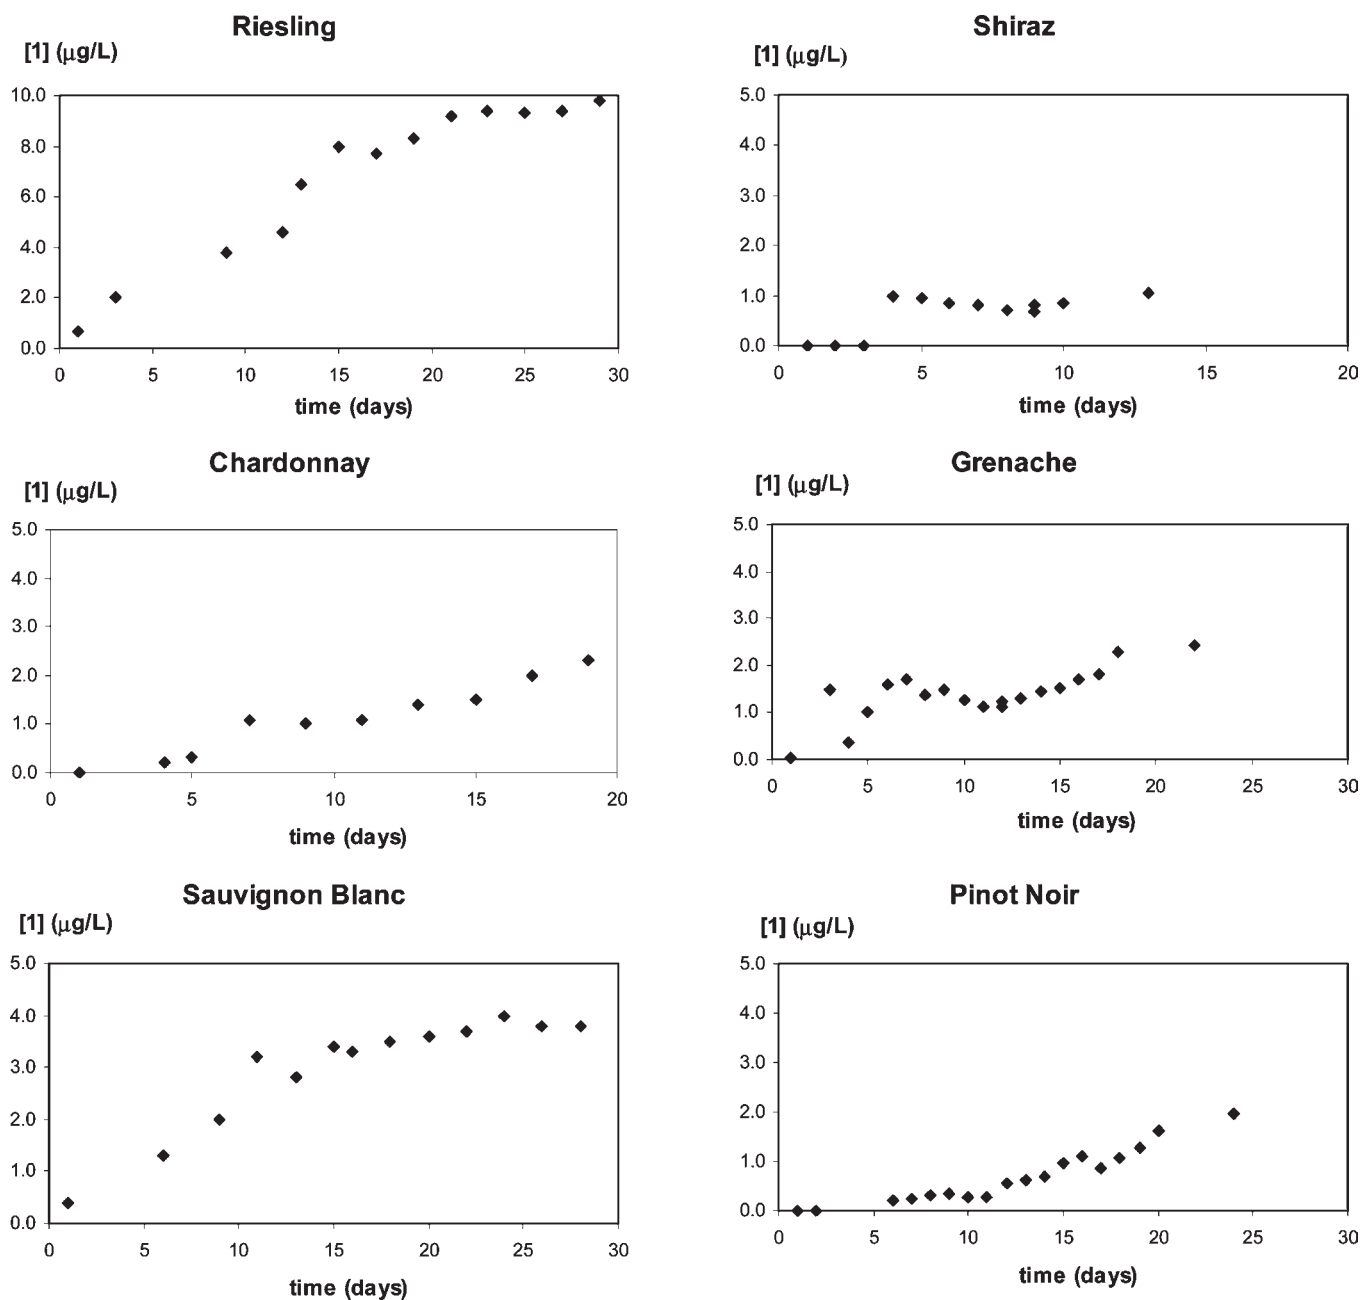 Riesling
[1] (μg/L)
10.0
8.0
6.0
4.0
2.0
0.0
0 5 10 15 20 25 30
time (days)
Shiraz
[1] (μg/L)
5.0
4.0
3.0
2.0
1.0
0.0
0 5 10 15 20
time (days)
Chardonnay
[1] (μg/L)
5.0
4.0
3.0
2.0
1.0
0.0
0 5 10 15 20
time (days)
Grenache
[1] (μg/L)
5.0
4.0
3.0
2.0
1.0
0.0
0 5 10 15 20 25 30
time (days)
Sauvignon Blanc
[1] (μg/L)
5.0
4.0
3.0
2.0
1.0
0.0
0 5 10 15 20 25 30
time (days)
Pinot Noir
[1] (μg/L)
5.0
4.0
3.0
2.0
1.0
0.0
0 5 10 15 20 25 30
time (days)